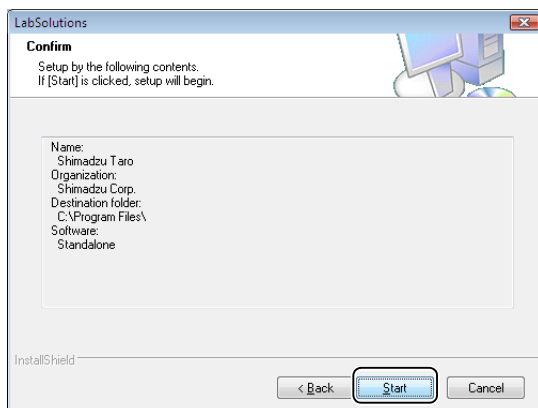 LabSolutions
Confirm
Setup by the following contents.
If [Start] is clicked, setup will begin.
Name:
Shimadzu Taro
Organization:
Shimadzu Corp.
Destination folder:
C:\Program Files\
Software:
Standalone
InstallShield
< Back
Start
Cancel